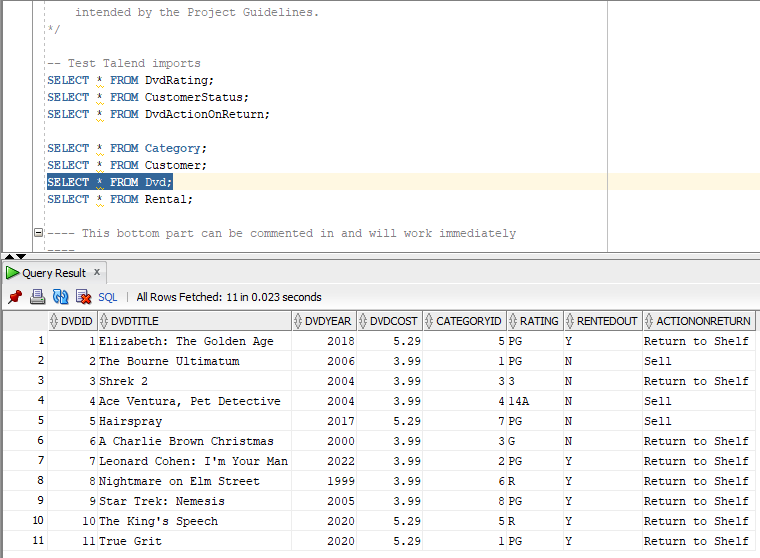 intended by the Project Guidelines.
*/
-- Test Talend imports
SELECT * FROM DvdRating;
SELECT * FROM CustomerStatus;
SELECT * FROM DvdActionOnReturn;
SELECT * FROM Category;
SELECT * FROM Customer;
SELECT * FROM Dvd;
SELECT * FROM Rental;
---- This bottom part can be commented in and will work immediately
----
Query Result x
SQL | All Rows Fetched: 11 in 0.023 seconds
DVDID DVDTITLE DVDYEAR DVDCOST CATEGORYID RATING RENTEDOUT ACTIONONRETURN
1 1 Elizabeth: The Golden Age 2018 5.29 5 PG Y Return to Shelf
2 2 The Bourne Ultimatum 2006 3.99 1 PG N Sell
3 3 Shrek 2 2004 3.99 3 3 N Return to Shelf
4 4 Ace Ventura, Pet Detective 2004 3.99 4 14A N Sell
5 5 Hairspray 2017 5.29 7 PG N Sell
6 6 A Charlie Brown Christmas 2000 3.99 3 G N Return to Shelf
7 7 Leonard Cohen: I'm Your Man 2022 3.99 2 PG Y Return to Shelf
8 8 Nightmare on Elm Street 1999 3.99 6 R Y Return to Shelf
9 9 Star Trek: Nemesis 2005 3.99 8 PG Y Return to Shelf
10 10 The King's Speech 2020 5.29 5 R Y Return to Shelf
11 11 True Grit 2020 5.29 1 PG Y Return to Shelf